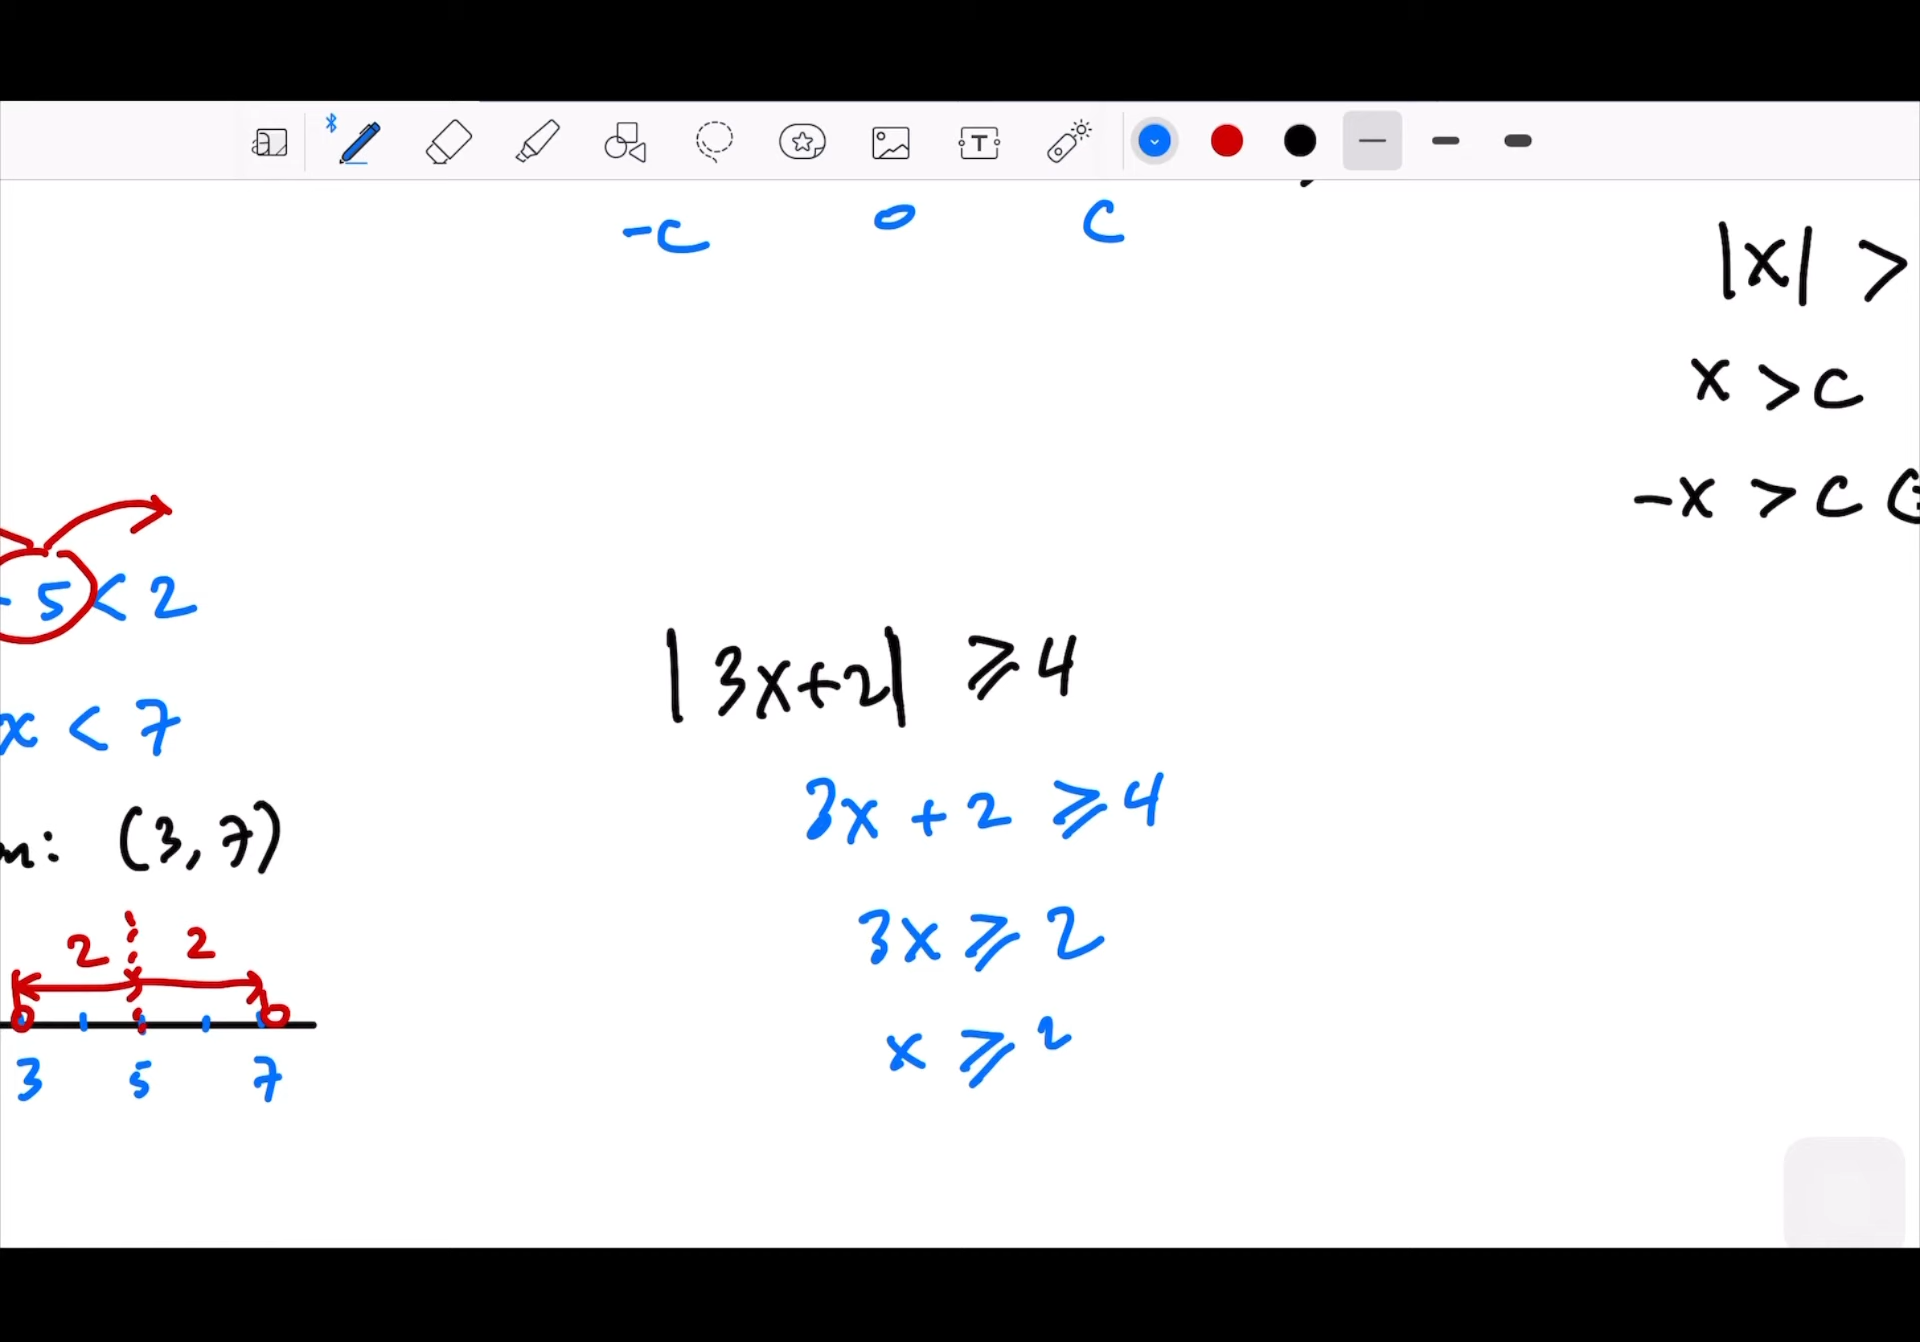 -c 0 c
|x| >
x > c
-x > c
- 5 < 2
x < 7
: (3, 7)
2 2
3 5 7
|3x+2| ⩾ 4
3x + 2 ⩾ 4
3x ⩾ 2
x ⩾ 2
T